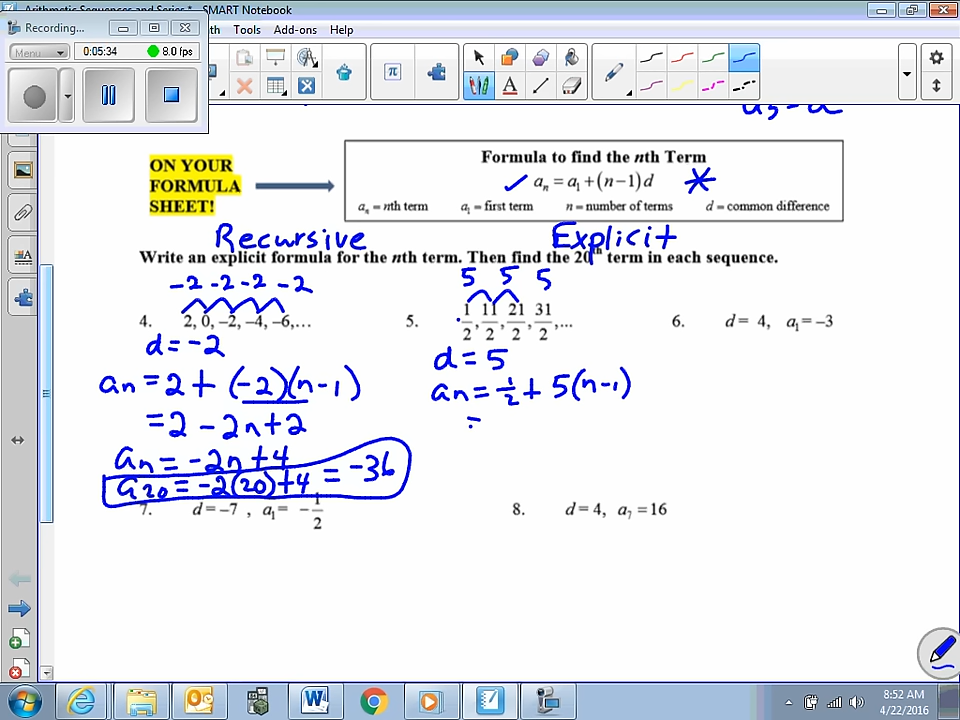 Arithmetic Sequences and Series * - SMART Notebook
Recording...
Menu
0:05:34
8.0 fps
Tools Add-ons Help
ON YOUR
FORMULA
SHEET!
Formula to find the nth Term
aₙ = a₁ + (n−1)d
aₙ = nth term a₁ = first term n = number of terms d = common difference
Recursive Explicit
Write an explicit formula for the nth term. Then find the 20th term in each sequence.
-2 -2 -2 -2
5 5 5
4. 2, 0, −2, −4, −6,...
5. 1/2, 11/2, 21/2, 31/2,...
6. d = 4, a₁ = −3
d = -2
an = 2 + (-2)(n-1)
= 2 - 2n + 2
an = -2n + 4
a20 = -2(20)+4 = -36
d = 5
an = 1/2 + 5(n-1)
=
7. d = −7 , a₁ = −1/2
8. d = 4, a₇ = 16
8:52 AM
4/22/2016